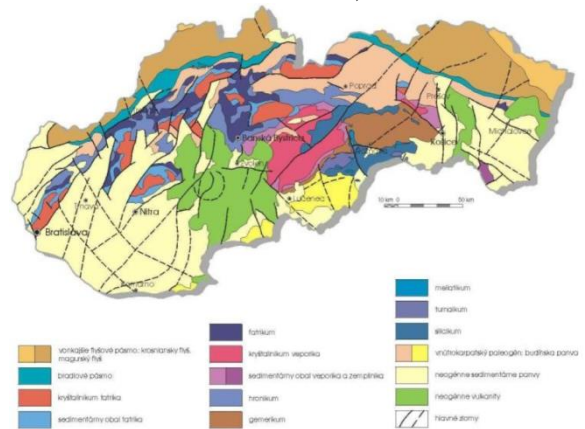 Poprad
Prešov
Banská Bystrica
Michalovce
Košice
Trnava
Nitra
Lučenec
Bratislava
Komárno
10 km 0 50 km
meliatikum
turnaikum
silicikum
vnútrokarpatský paleogén; budínska panva
neogénne sedimentárne panvy
neogénne vulkanity
hlavné zlomy
fatrikum
kryštalinikum veporika
sedimentárny obal veporika a zemplinika
hronikum
gemerikum
vonkajšie flyšové pásmo: krosniansky flyš,
magurský flyš
bradlové pásmo
kryštalinikum tatrika
sedimentárny obal tatrika